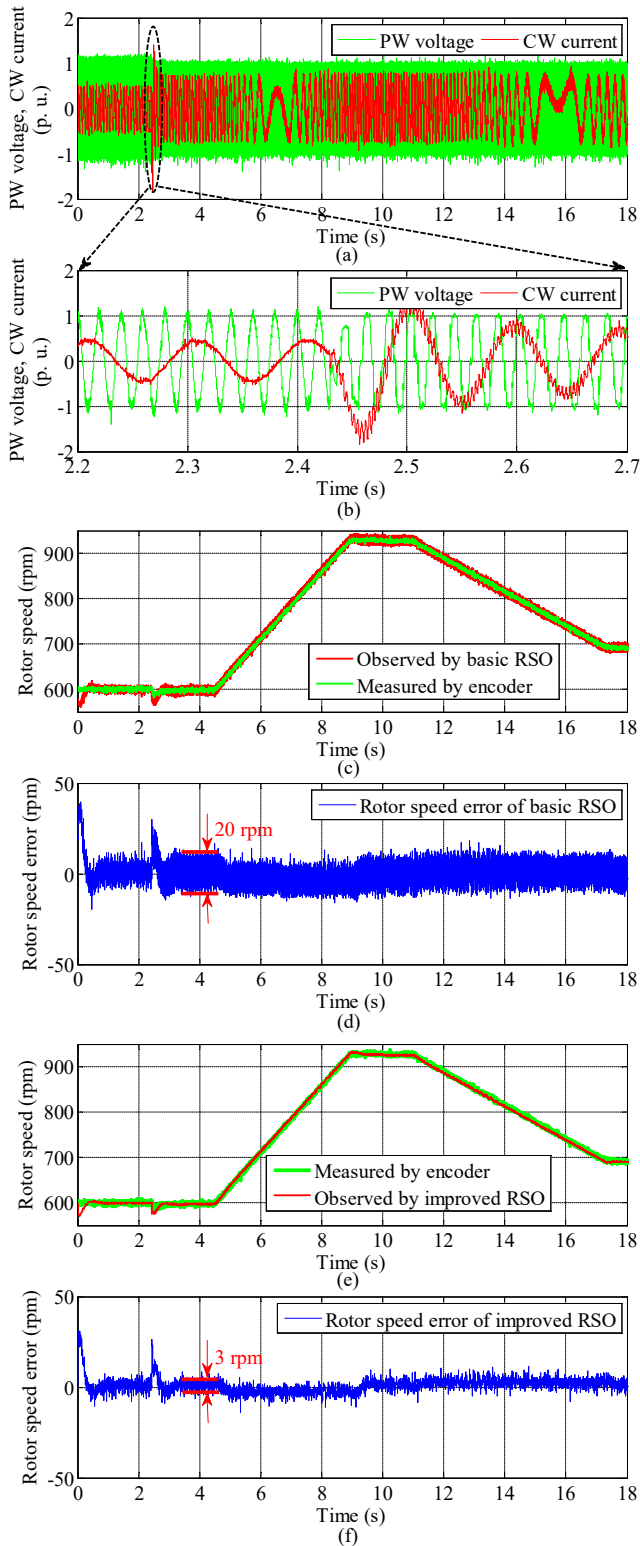 PW voltage, CW current
(p. u.)
2
1
0
-1
-2
PW voltage
CW current
0 2 4 6 8 10 12 14 16 18
Time (s)
(a)
PW voltage, CW current
(p. u.)
2
1
0
-1
-2
PW voltage
CW current
2.2 2.3 2.4 2.5 2.6 2.7
Time (s)
(b)
Rotor speed (rpm)
900
800
700
600
Observed by basic RSO
Measured by encoder
0 2 4 6 8 10 12 14 16 18
Time (s)
(c)
Rotor speed error (rpm)
50
0
-50
Rotor speed error of basic RSO
20 rpm
0 2 4 6 8 10 12 14 16 18
Time (s)
(d)
Rotor speed (rpm)
900
800
700
600
Measured by encoder
Observed by improved RSO
0 2 4 6 8 10 12 14 16 18
Time (s)
(e)
Rotor speed error (rpm)
50
0
-50
Rotor speed error of improved RSO
3 rpm
0 2 4 6 8 10 12 14 16 18
Time (s)
(f)